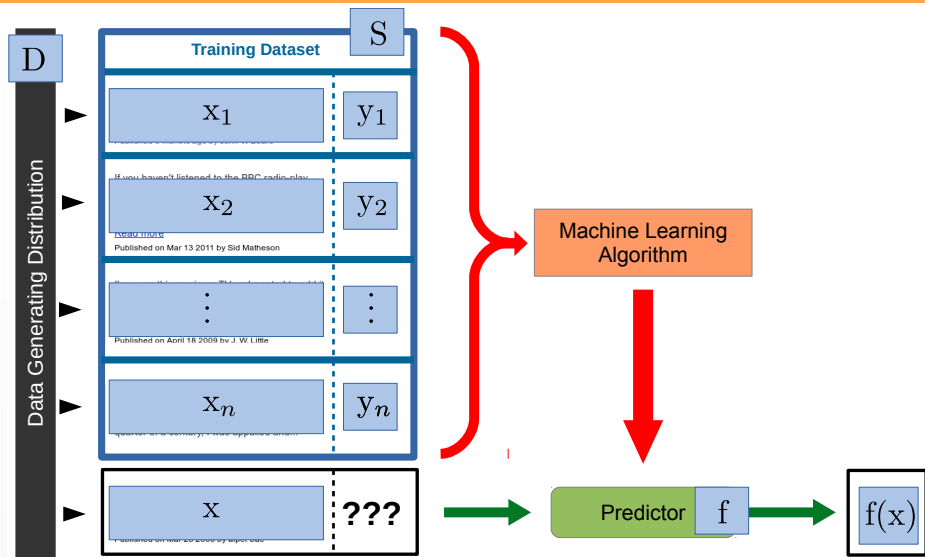 D
S
Training Dataset
Data Generating Distribution
x₁ y₁
If you haven't listened to the BBC radio-play
x₂ y₂
Read more
Published on Mar 13 2011 by Sid Matheson
⋮ ⋮
Published on April 18 2009 by J. W. Little
xₙ yₙ
x ???
Machine Learning
Algorithm
Predictor f
f(x)